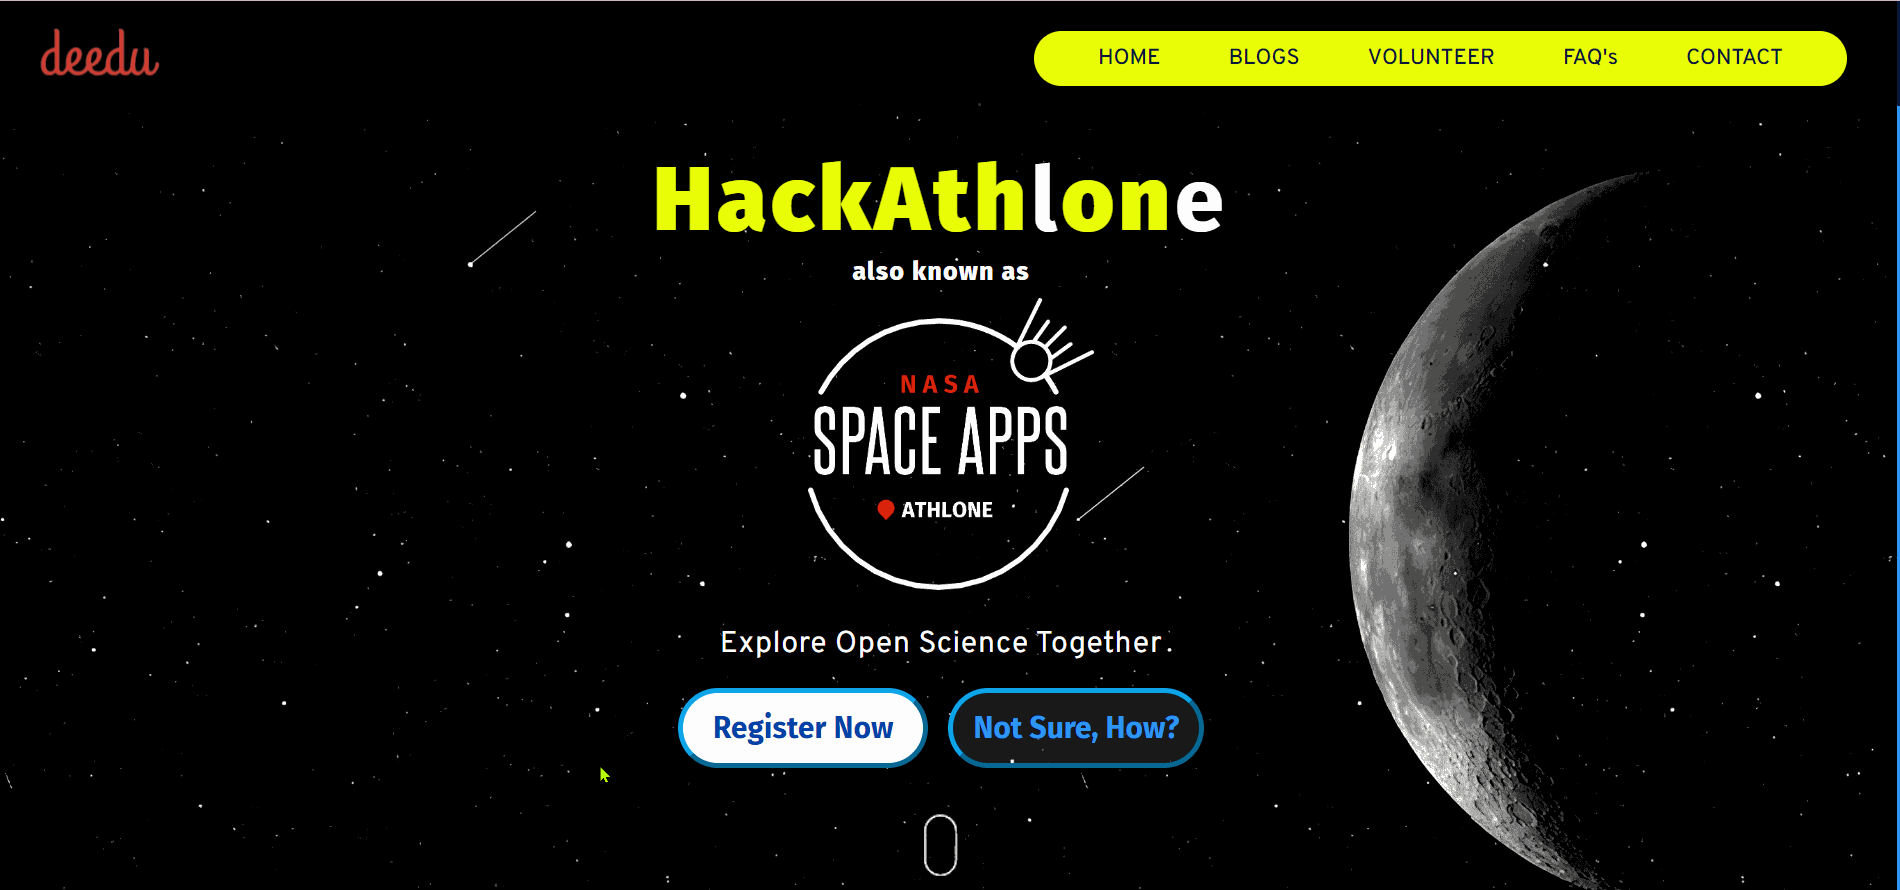 deedu
HOME BLOGS VOLUNTEER FAQ's CONTACT
HackAthlone
also known as
NASA
SPACE APPS
ATHLONE
Explore Open Science Together.
Register Now
Not Sure, How?